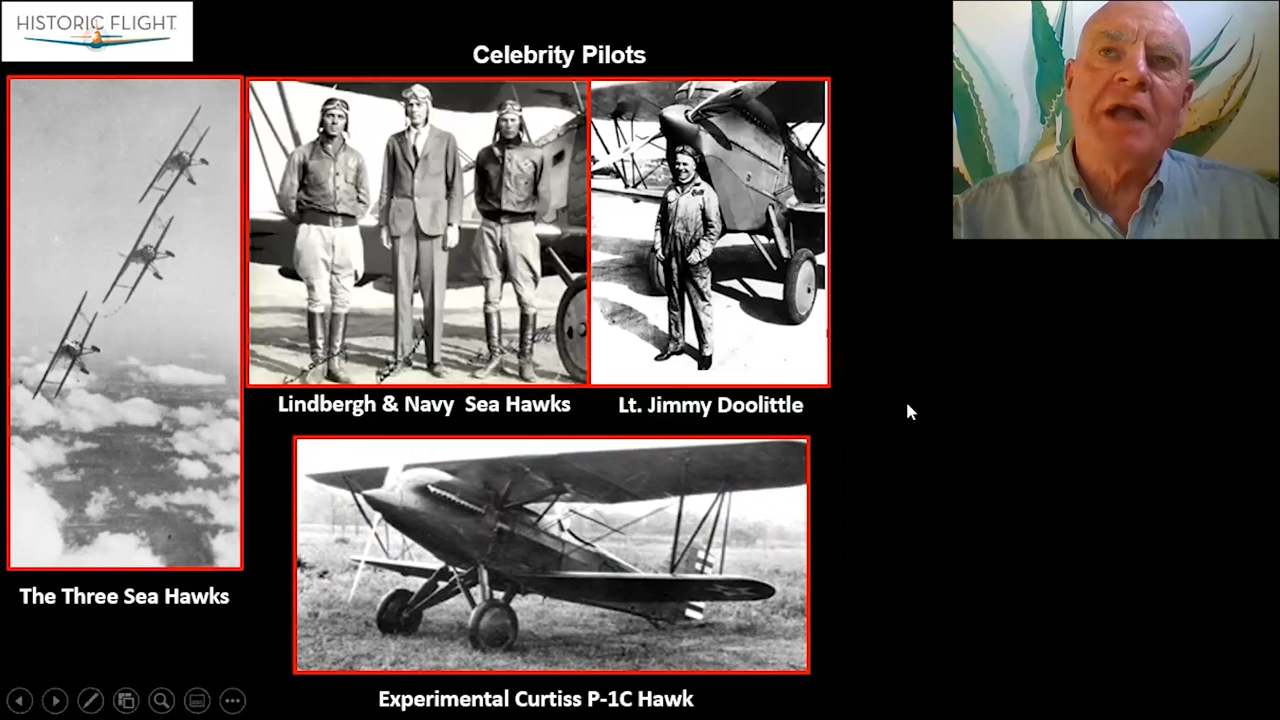 HISTORIC FLIGHT
Celebrity Pilots
Lindbergh & Navy Sea Hawks
Lt. Jimmy Doolittle
The Three Sea Hawks
Experimental Curtiss P-1C Hawk